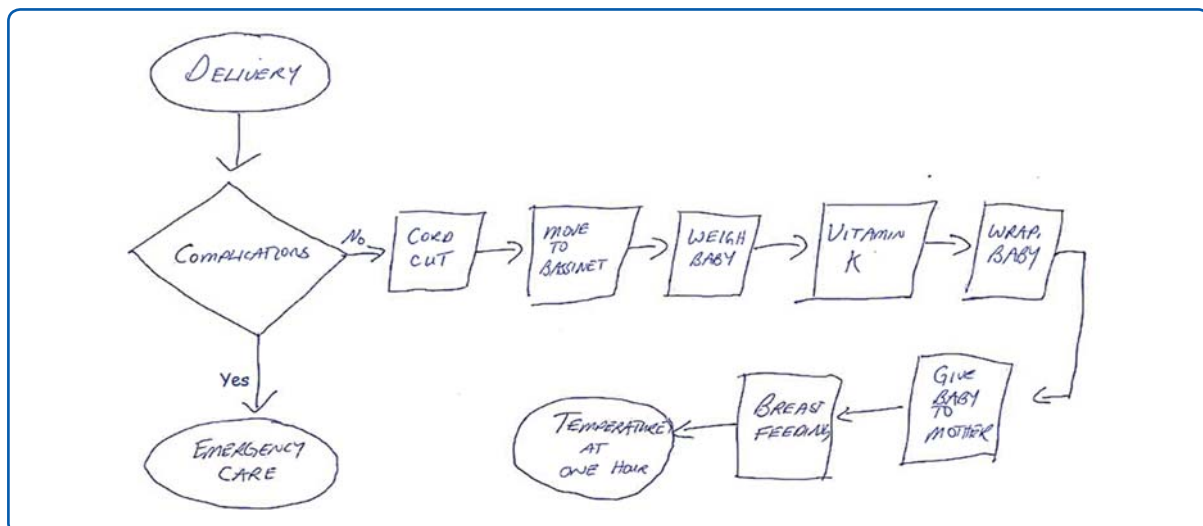 DELIVERY
COMPLICATIONS
No
CORD
CUT
MOVE
TO
BASSINET
WEIGH
BABY
VITAMIN
K
WRAP
BABY
GIVE
BABY
TO
MOTHER
BREAST
FEEDING
TEMPERATURE
AT
ONE HOUR
Yes
EMERGENCY
CARE